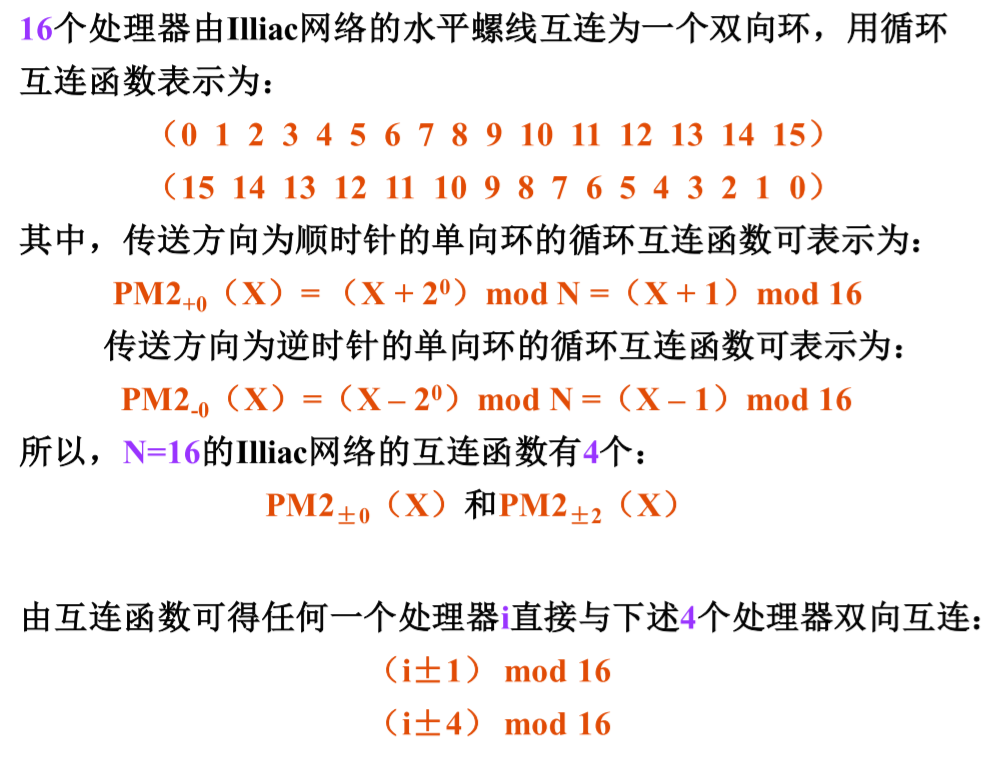 16个处理器由Illiac网络的水平螺线互连为一个双向环，用循环
互连函数表示为：
（0 1 2 3 4 5 6 7 8 9 10 11 12 13 14 15）
（15 14 13 12 11 10 9 8 7 6 5 4 3 2 1 0）
其中，传送方向为顺时针的单向环的循环互连函数可表示为：
PM2₊₀（X）=（X + 2⁰）mod N =（X + 1）mod 16
传送方向为逆时针的单向环的循环互连函数可表示为：
PM2₋₀（X）=（X – 2⁰）mod N =（X – 1）mod 16
所以，N=16的Illiac网络的互连函数有4个：
PM2±₀（X）和PM2±₂（X）
由互连函数可得任何一个处理器i直接与下述4个处理器双向互连：
（i±1） mod 16
（i±4） mod 16